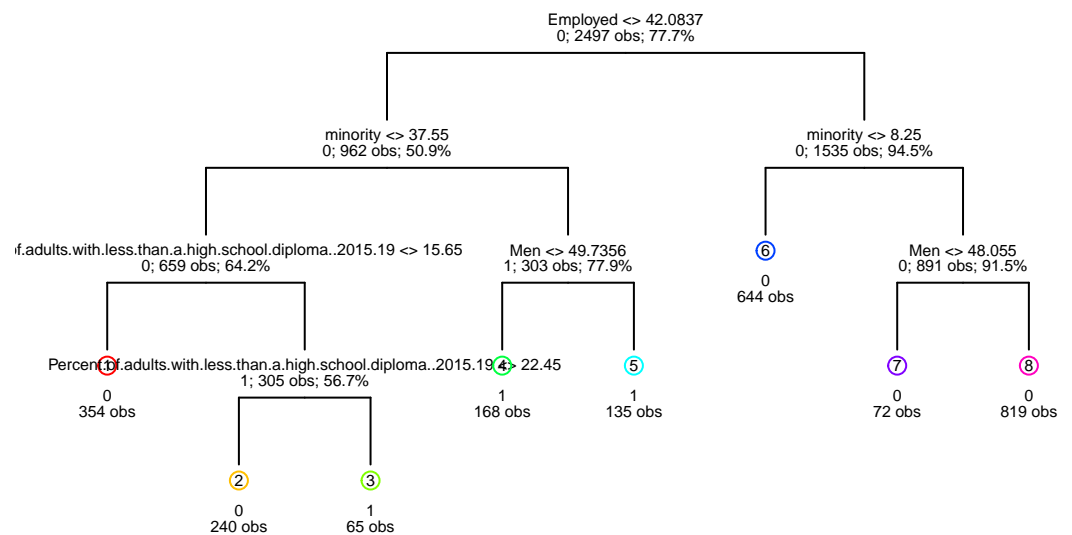 Employed <> 42.0837
0; 2497 obs; 77.7%
minority <> 37.55
0; 962 obs; 50.9%
minority <> 8.25
0; 1535 obs; 94.5%
of.adults.with.less.than.a.high.school.diploma..2015.19 <> 15.65
0; 659 obs; 64.2%
Men <> 49.7356
1; 303 obs; 77.9%
6
0
644 obs
Men <> 48.055
0; 891 obs; 91.5%
1
0
354 obs
Percent.of.adults.with.less.than.a.high.school.diploma..2015.19 <> 22.45
1; 305 obs; 56.7%
4
1
168 obs
5
1
135 obs
7
0
72 obs
8
0
819 obs
2
0
240 obs
3
1
65 obs